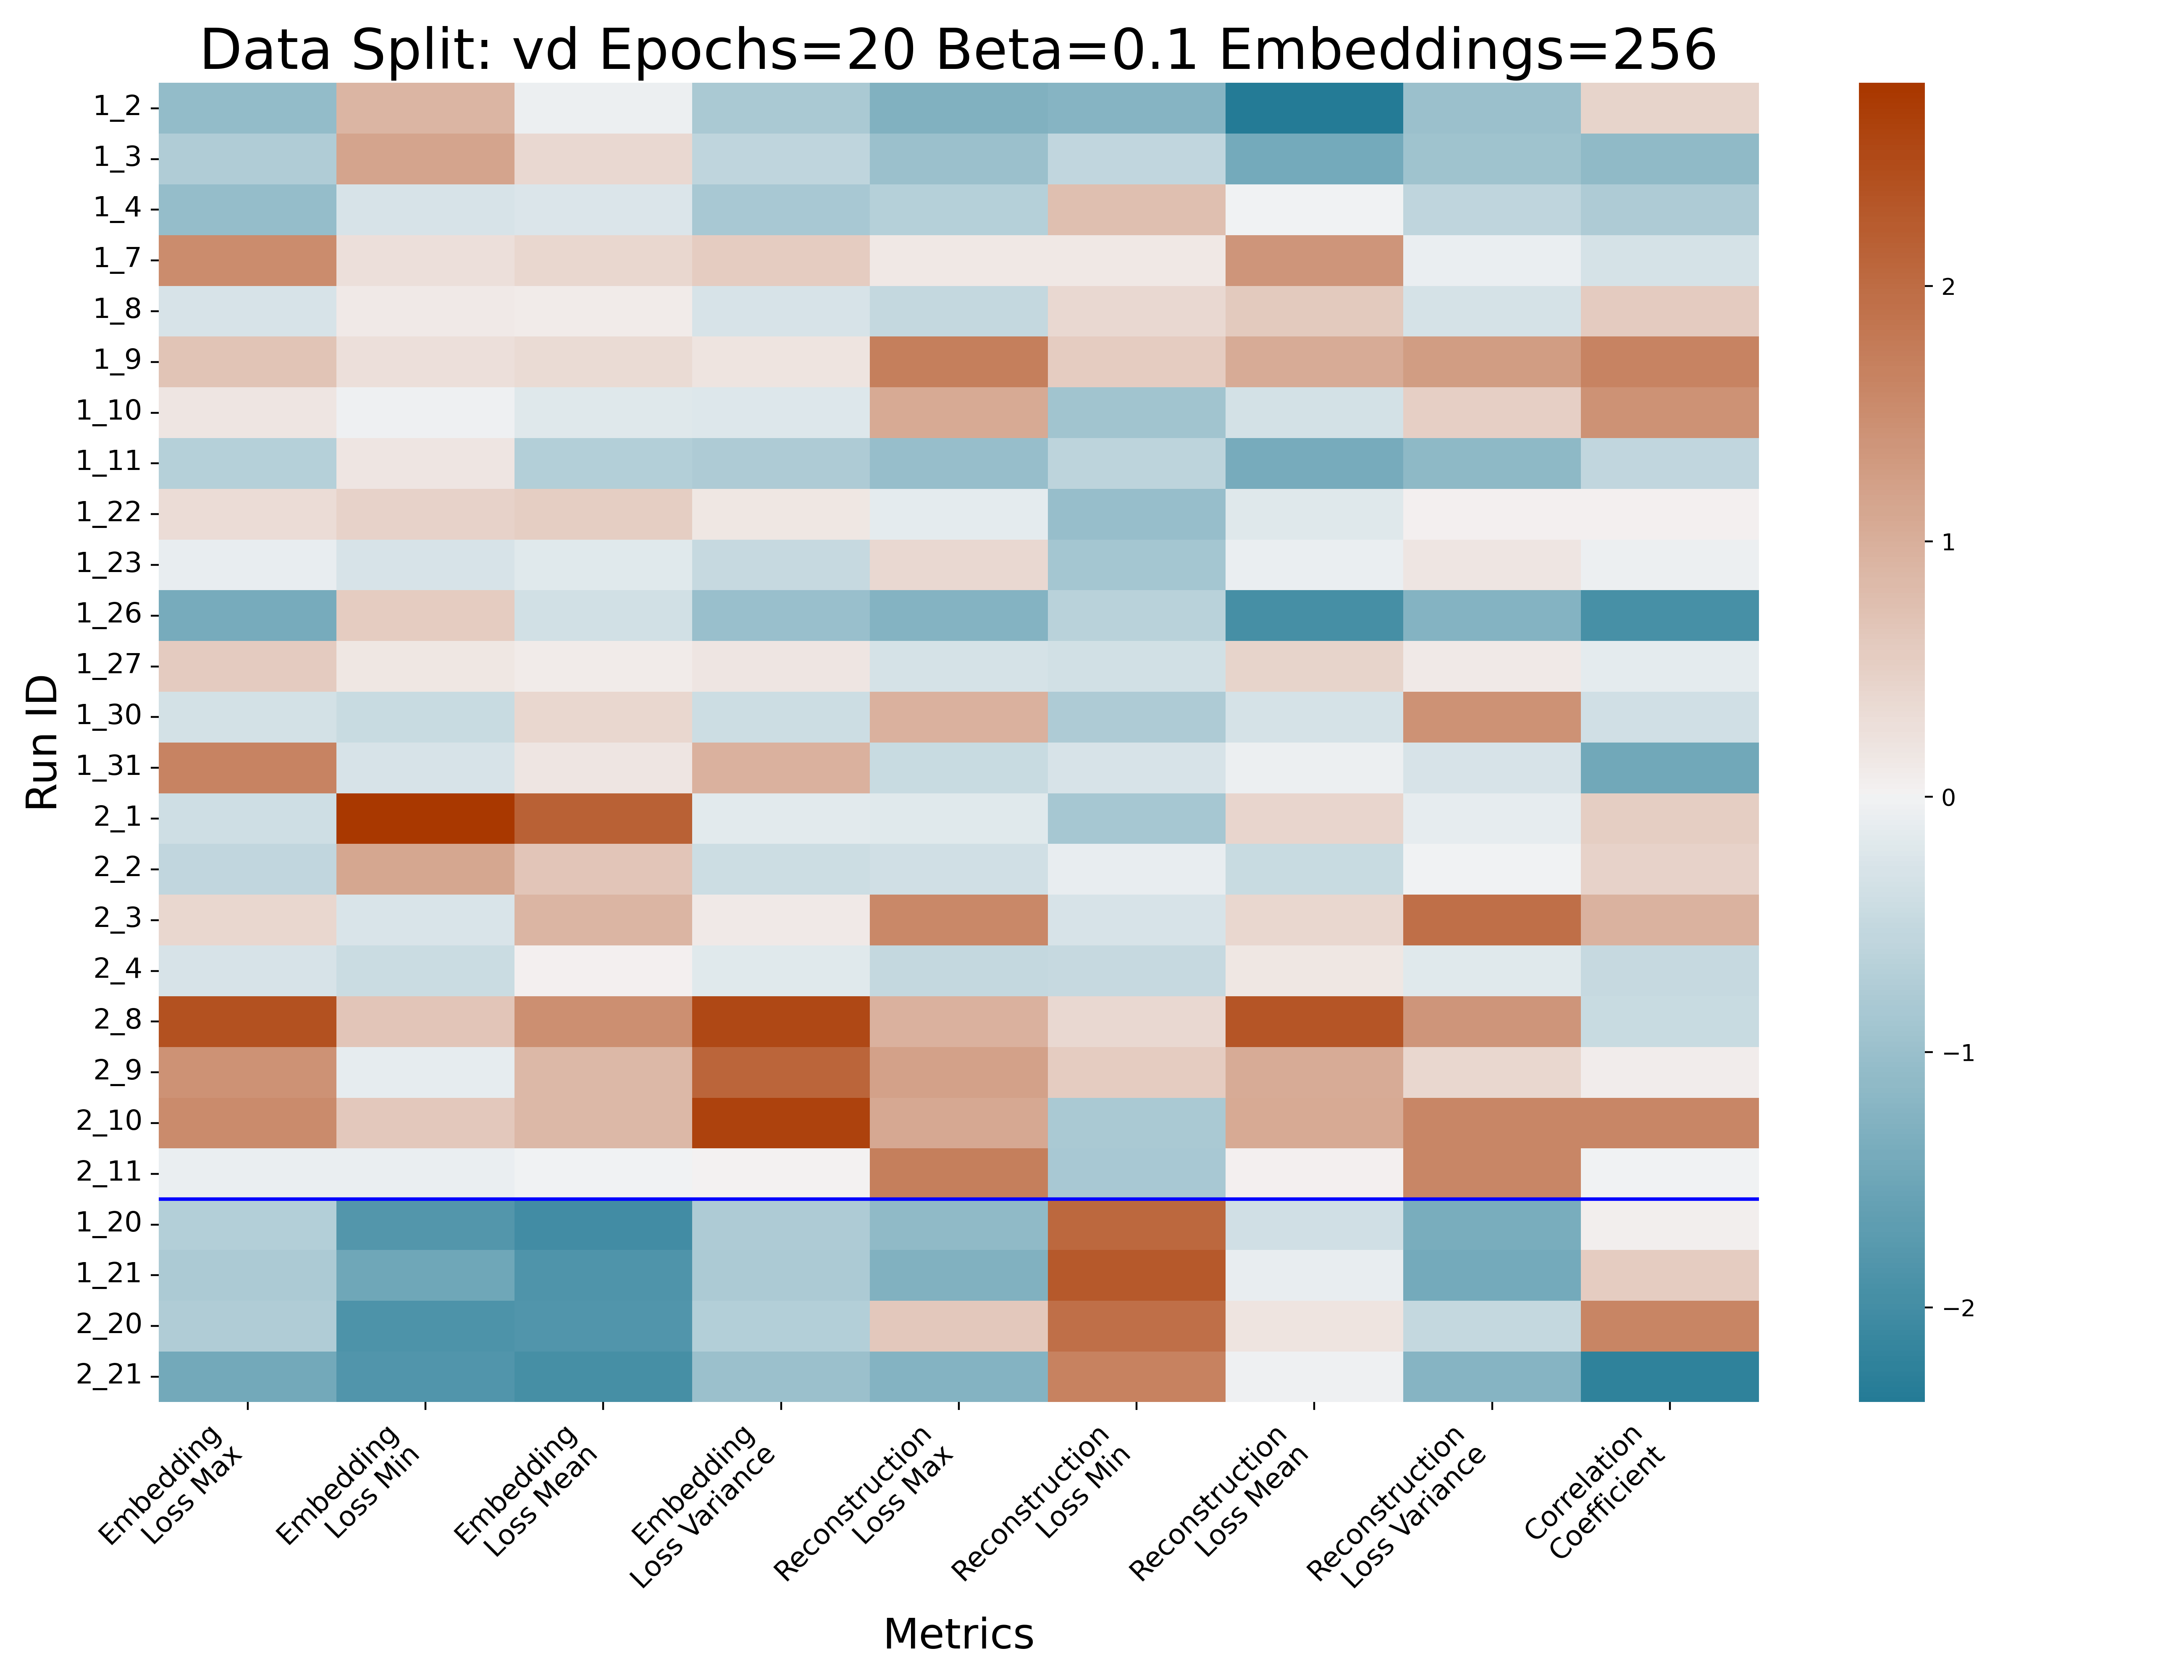 Data Split: vd Epochs=20 Beta=0.1 Embeddings=256
Run ID
1_2
1_3
1_4
1_7
1_8
1_9
1_10
1_11
1_22
1_23
1_26
1_27
1_30
1_31
2_1
2_2
2_3
2_4
2_8
2_9
2_10
2_11
1_20
1_21
2_20
2_21
Embedding
Loss Max
Embedding
Loss Min
Embedding
Loss Mean
Embedding
Loss Variance
Reconstruction
Loss Max
Reconstruction
Loss Min
Reconstruction
Loss Mean
Reconstruction
Loss Variance
Correlation
Coefficient
Metrics
2
1
0
−1
−2